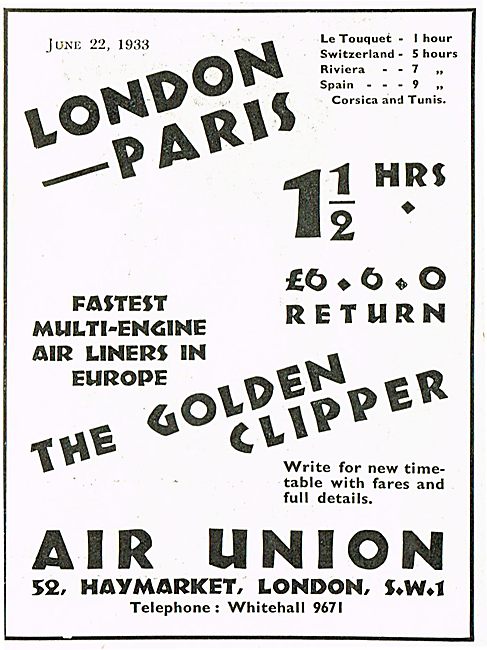 JUNE 22, 1933
Le Touquet - 1 hour
Switzerland - 5 hours
Riviera - - 7 „
Spain - - - 9 „
Corsica and Tunis.
LONDON
—PARIS
1 1/2 HRS
£6.6.0
RETURN
FASTEST
MULTI-ENGINE
AIR LINERS IN
EUROPE
THE GOLDEN
CLIPPER
Write for new time-
table with fares and
full details.
AIR UNION
52, HAYMARKET, LONDON, S.W.1
Telephone: Whitehall 9671